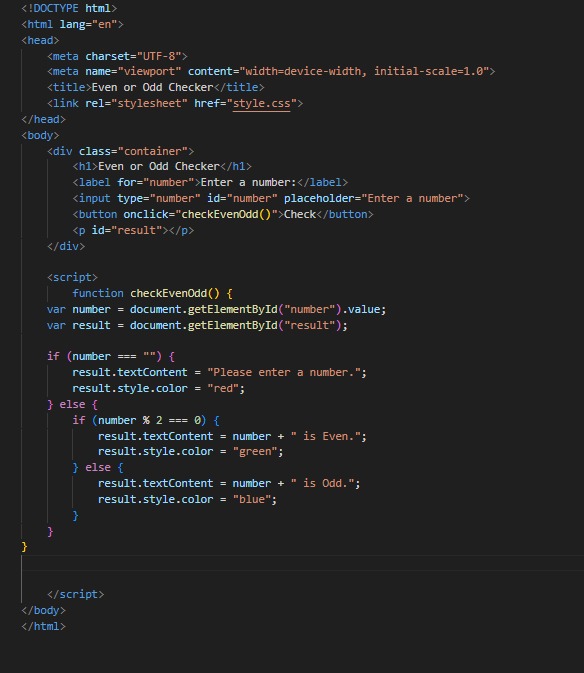 <!DOCTYPE html>
<html lang="en">
<head>
    <meta charset="UTF-8">
    <meta name="viewport" content="width=device-width, initial-scale=1.0">
    <title>Even or Odd Checker</title>
    <link rel="stylesheet" href="style.css">
</head>
<body>
    <div class="container">
        <h1>Even or Odd Checker</h1>
        <label for="number">Enter a number:</label>
        <input type="number" id="number" placeholder="Enter a number">
        <button onclick="checkEvenOdd()">Check</button>
        <p id="result"></p>
    </div>

    <script>
        function checkEvenOdd() {
    var number = document.getElementById("number").value;
    var result = document.getElementById("result");

    if (number === "") {
        result.textContent = "Please enter a number.";
        result.style.color = "red";
    } else {
        if (number % 2 === 0) {
            result.textContent = number + " is Even.";
            result.style.color = "green";
        } else {
            result.textContent = number + " is Odd.";
            result.style.color = "blue";
        }
    }
}

    </script>
</body>
</html>